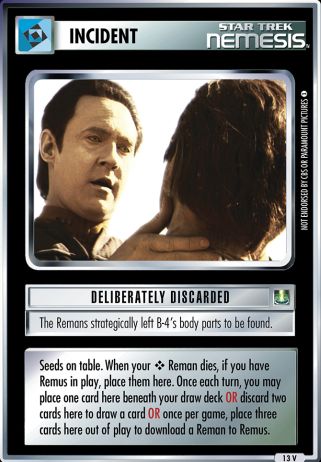 INCIDENT
STAR TREK
NEMESIS
NOT ENDORSED BY CBS OR PARAMOUNT PICTURES
DELIBERATELY DISCARDED
The Remans strategically left B-4's body parts to be found.
Seeds on table. When your ❖ Reman dies, if you have
Remus in play, place them here. Once each turn, you may
place one card here beneath your draw deck OR discard two
cards here to draw a card OR once per game, place three
cards here out of play to download a Reman to Remus.
13 V